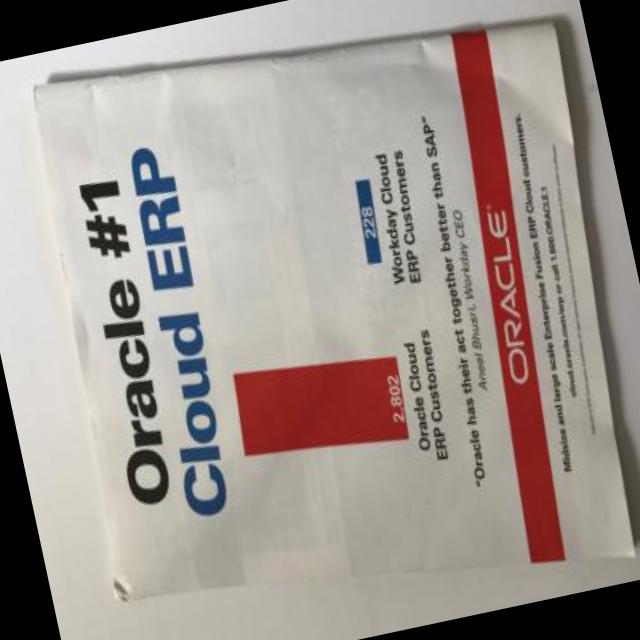 Oracle #1
Cloud ERP
2,802
Oracle Cloud
ERP Customers
228
Workday Cloud
ERP Customers
"Oracle has their act together better than SAP"
Aneel Bhusri, Workday CEO
ORACLE®
Midsize and large scale Enterprise Fusion ERP Cloud customers.
cloud.oracle.com/erp or call 1.800.ORACLE.1